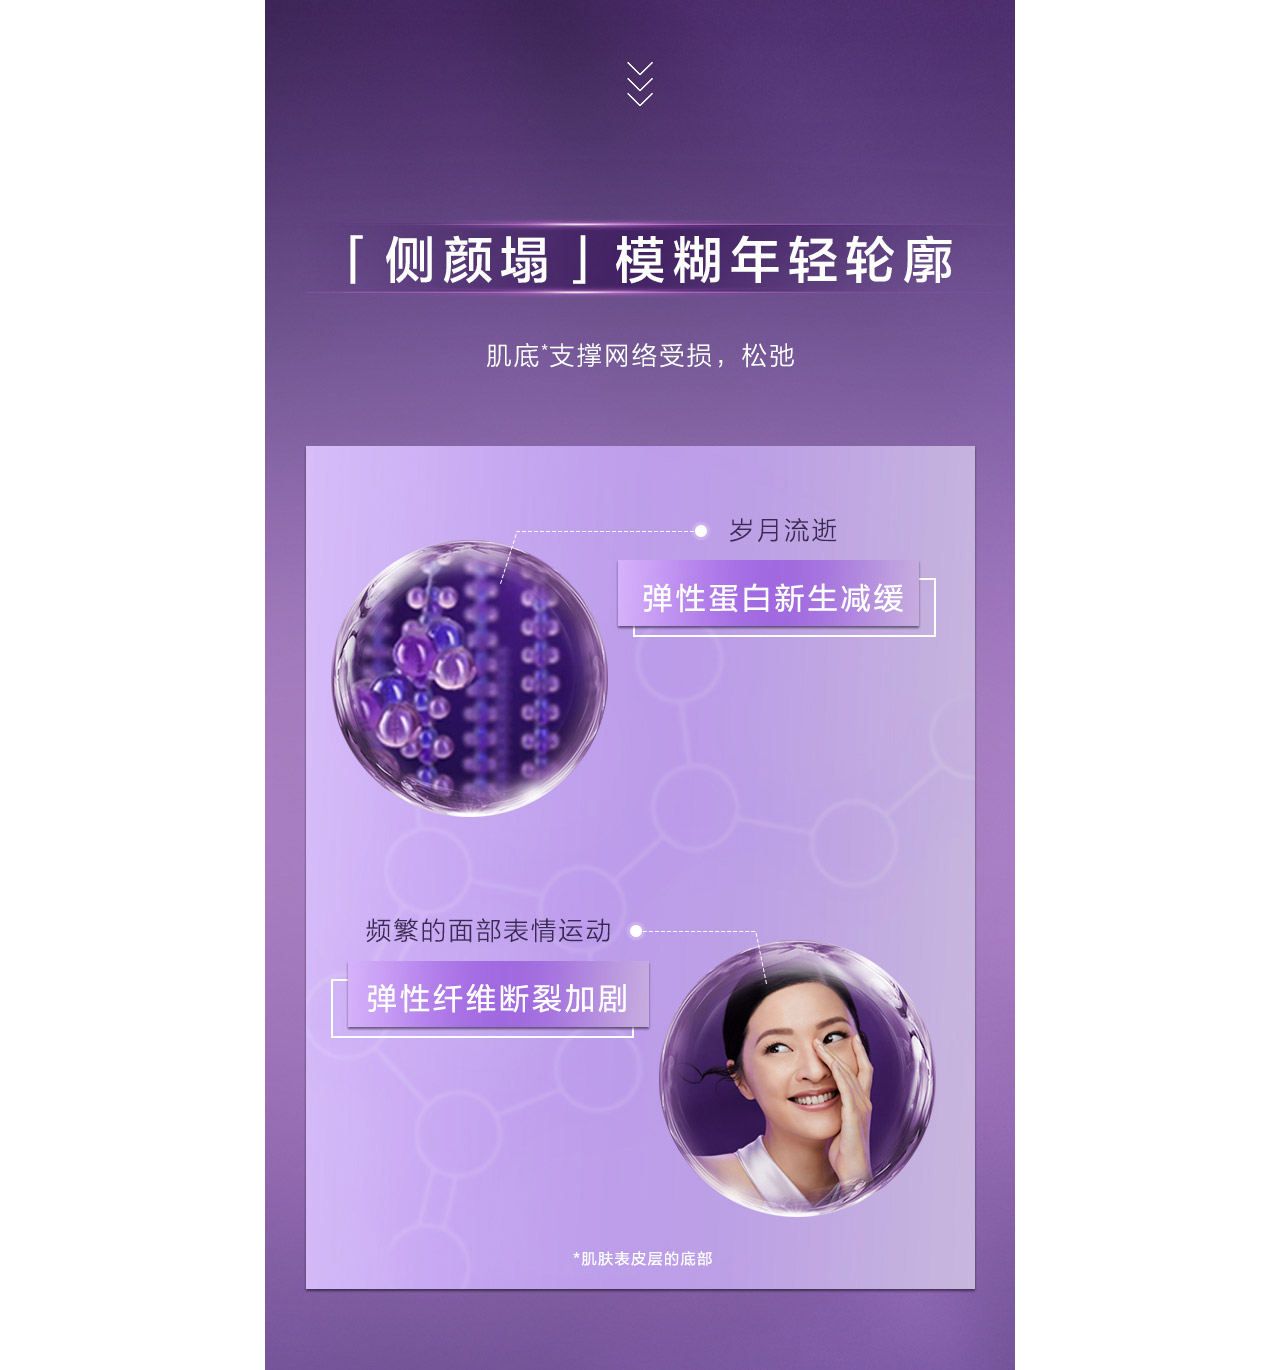 「侧颜塌」模糊年轻轮廓
肌底*支撑网络受损，松弛
岁月流逝
弹性蛋白新生减缓
频繁的面部表情运动
弹性纤维断裂加剧
*肌肤表皮层的底部